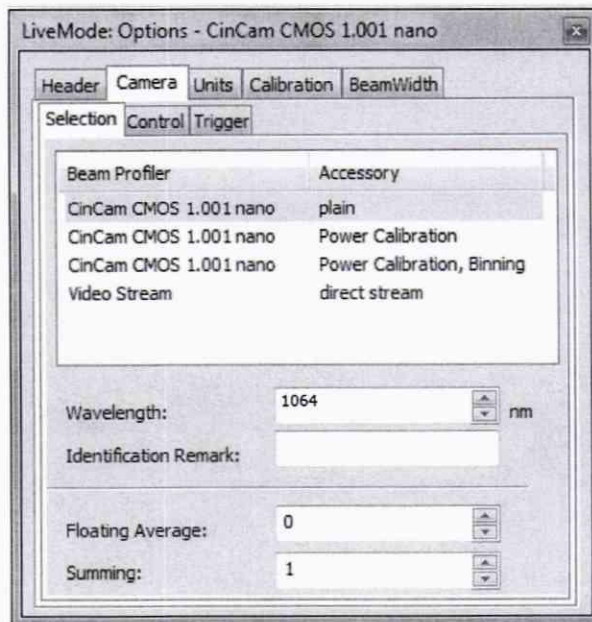 LiveMode: Options - CinCam CMOS 1.001 nano
Header Camera Units Calibration BeamWidth
Selection Control Trigger
Beam Profiler Accessory
CinCam CMOS 1.001 nano plain
CinCam CMOS 1.001 nano Power Calibration
CinCam CMOS 1.001 nano Power Calibration, Binning
Video Stream direct stream
Wavelength: 1064 nm
Identification Remark:
Floating Average: 0
Summing: 1